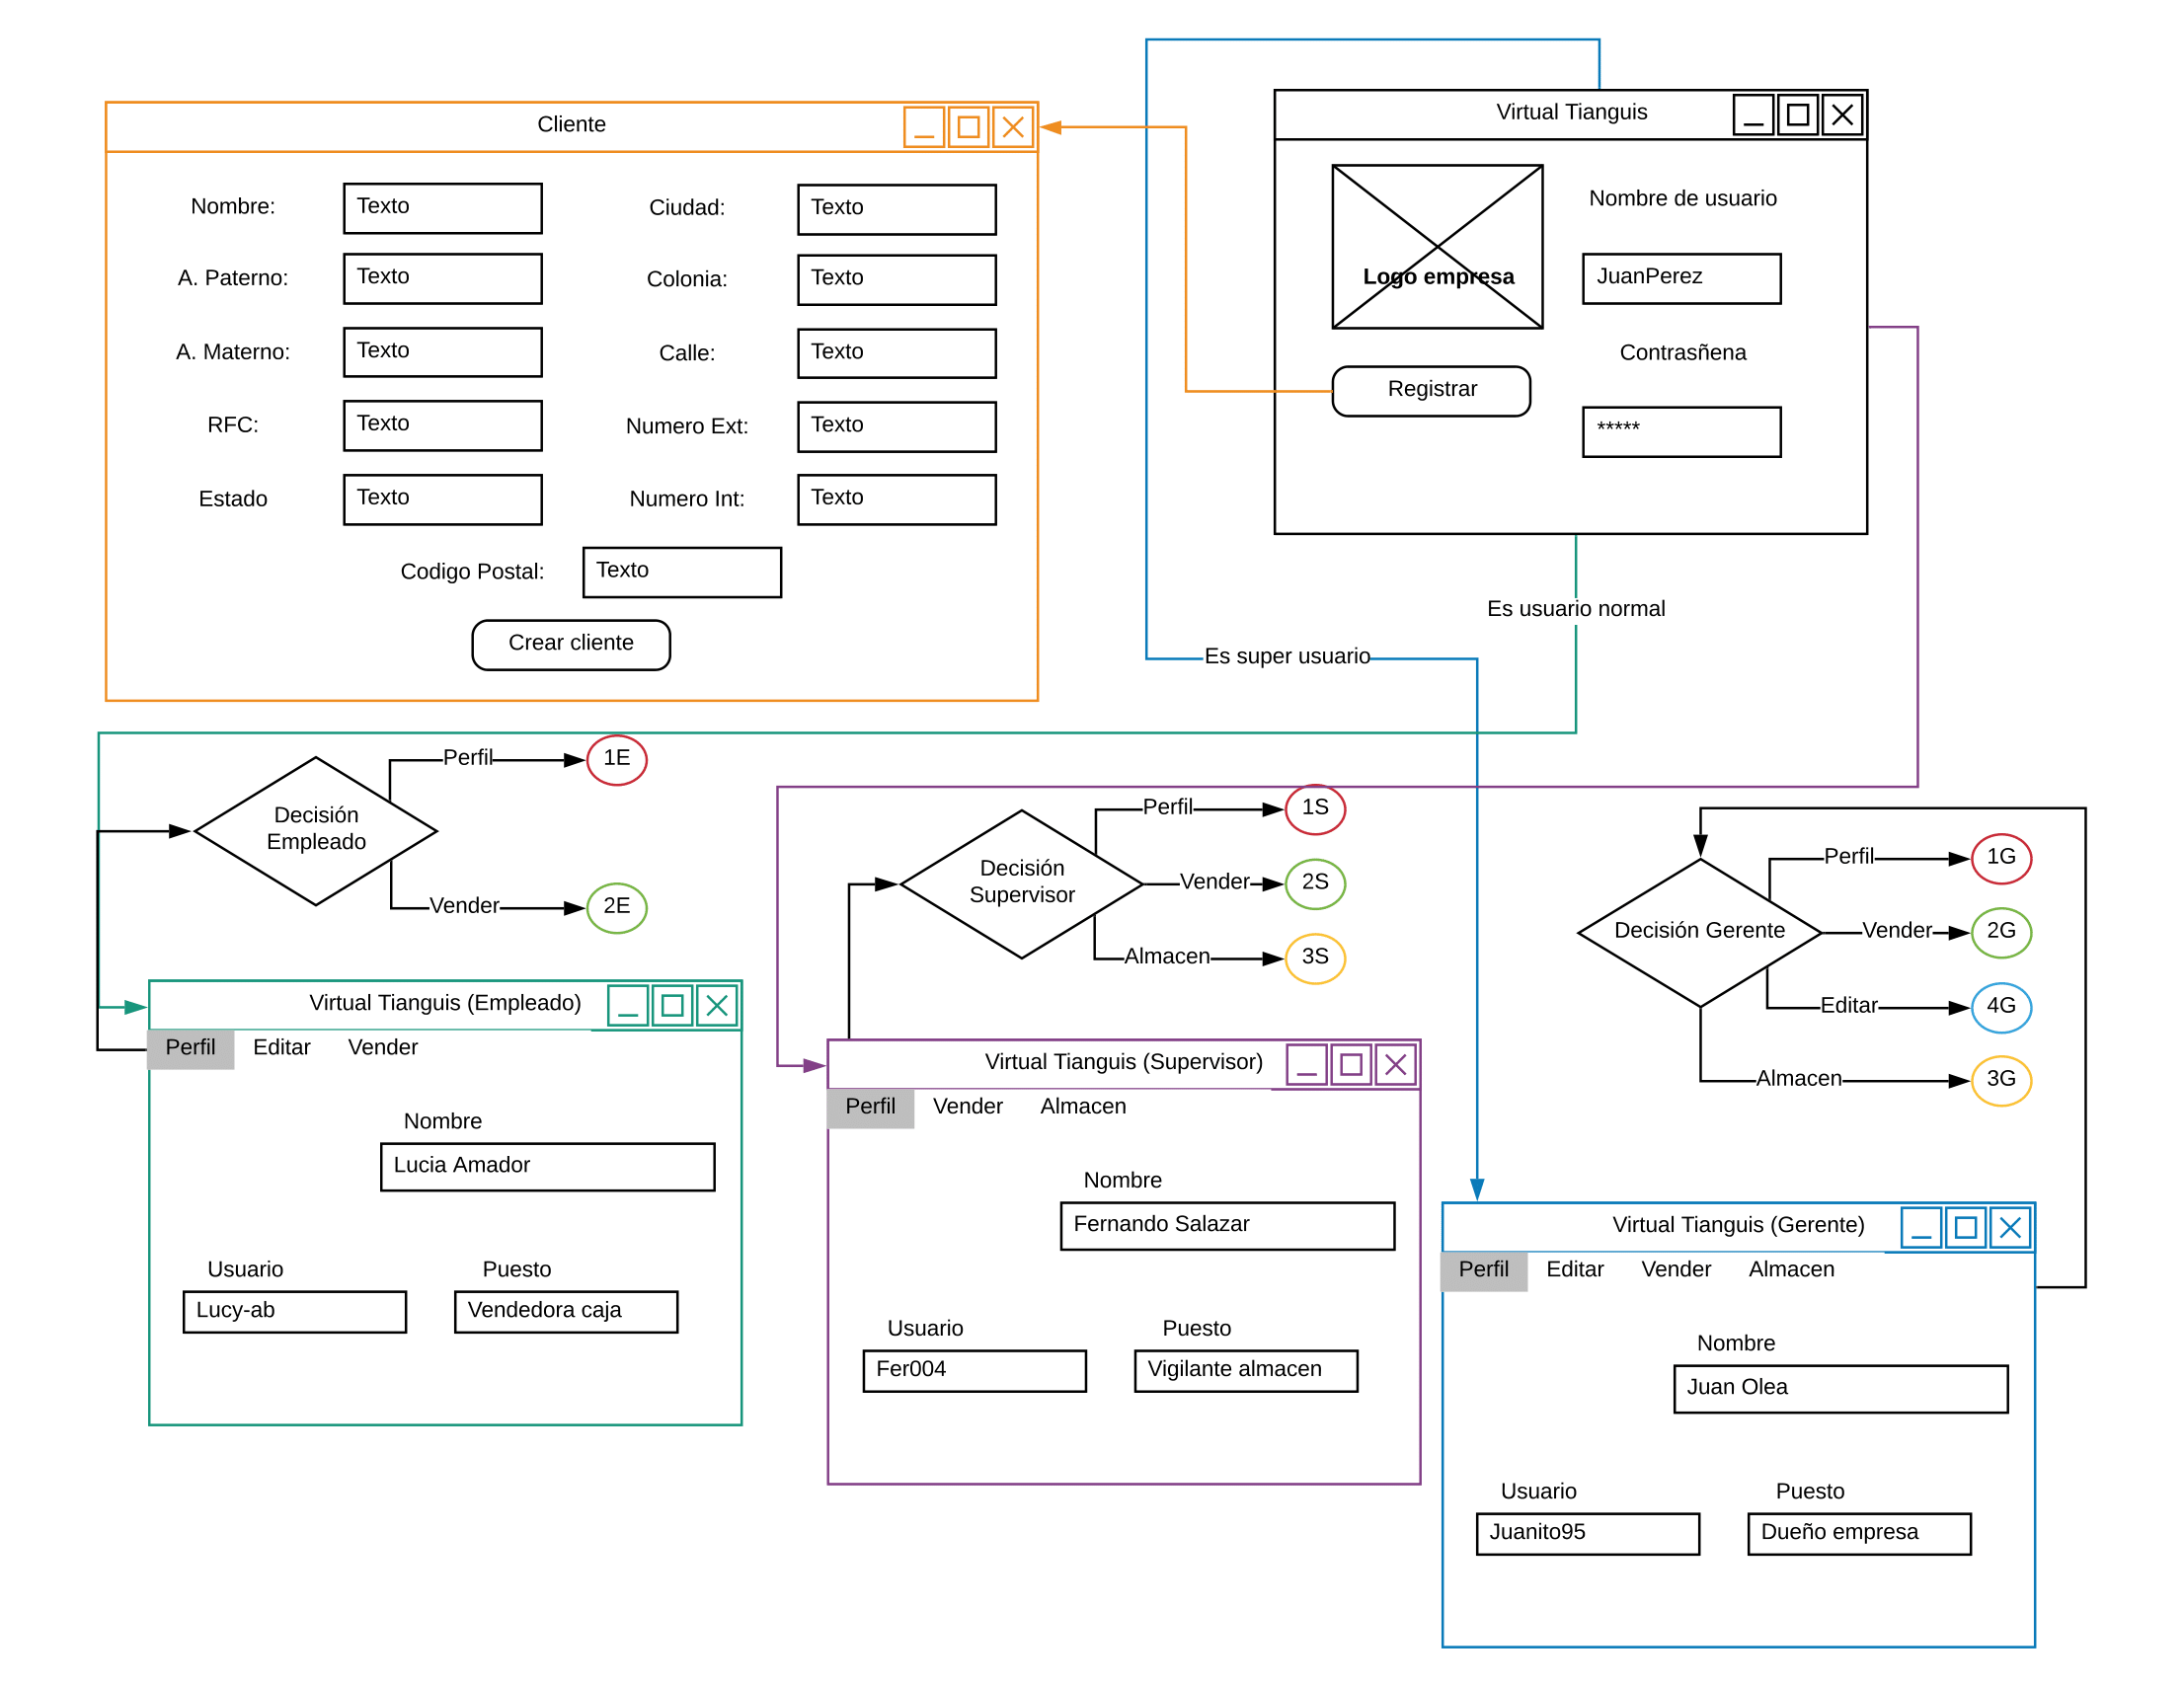 Cliente
Nombre:
Texto
Ciudad:
Texto
A. Paterno:
Texto
Colonia:
Texto
A. Materno:
Texto
Calle:
Texto
RFC:
Texto
Numero Ext:
Texto
Estado
Texto
Numero Int:
Texto
Codigo Postal:
Texto
Crear cliente
Virtual Tianguis
Logo empresa
Nombre de usuario
JuanPerez
Contrasñena
*****
Registrar
Es usuario normal
Es super usuario
Decisión
Empleado
Perfil
1E
Vender
2E
Decisión
Supervisor
Perfil
1S
Vender
2S
Almacen
3S
Decisión Gerente
Perfil
1G
Vender
2G
Editar
4G
Almacen
3G
Virtual Tianguis (Empleado)
Perfil Editar Vender
Nombre
Lucia Amador
Usuario
Lucy-ab
Puesto
Vendedora caja
Virtual Tianguis (Supervisor)
Perfil Vender Almacen
Nombre
Fernando Salazar
Usuario
Fer004
Puesto
Vigilante almacen
Virtual Tianguis (Gerente)
Perfil Editar Vender Almacen
Nombre
Juan Olea
Usuario
Juanito95
Puesto
Dueño empresa